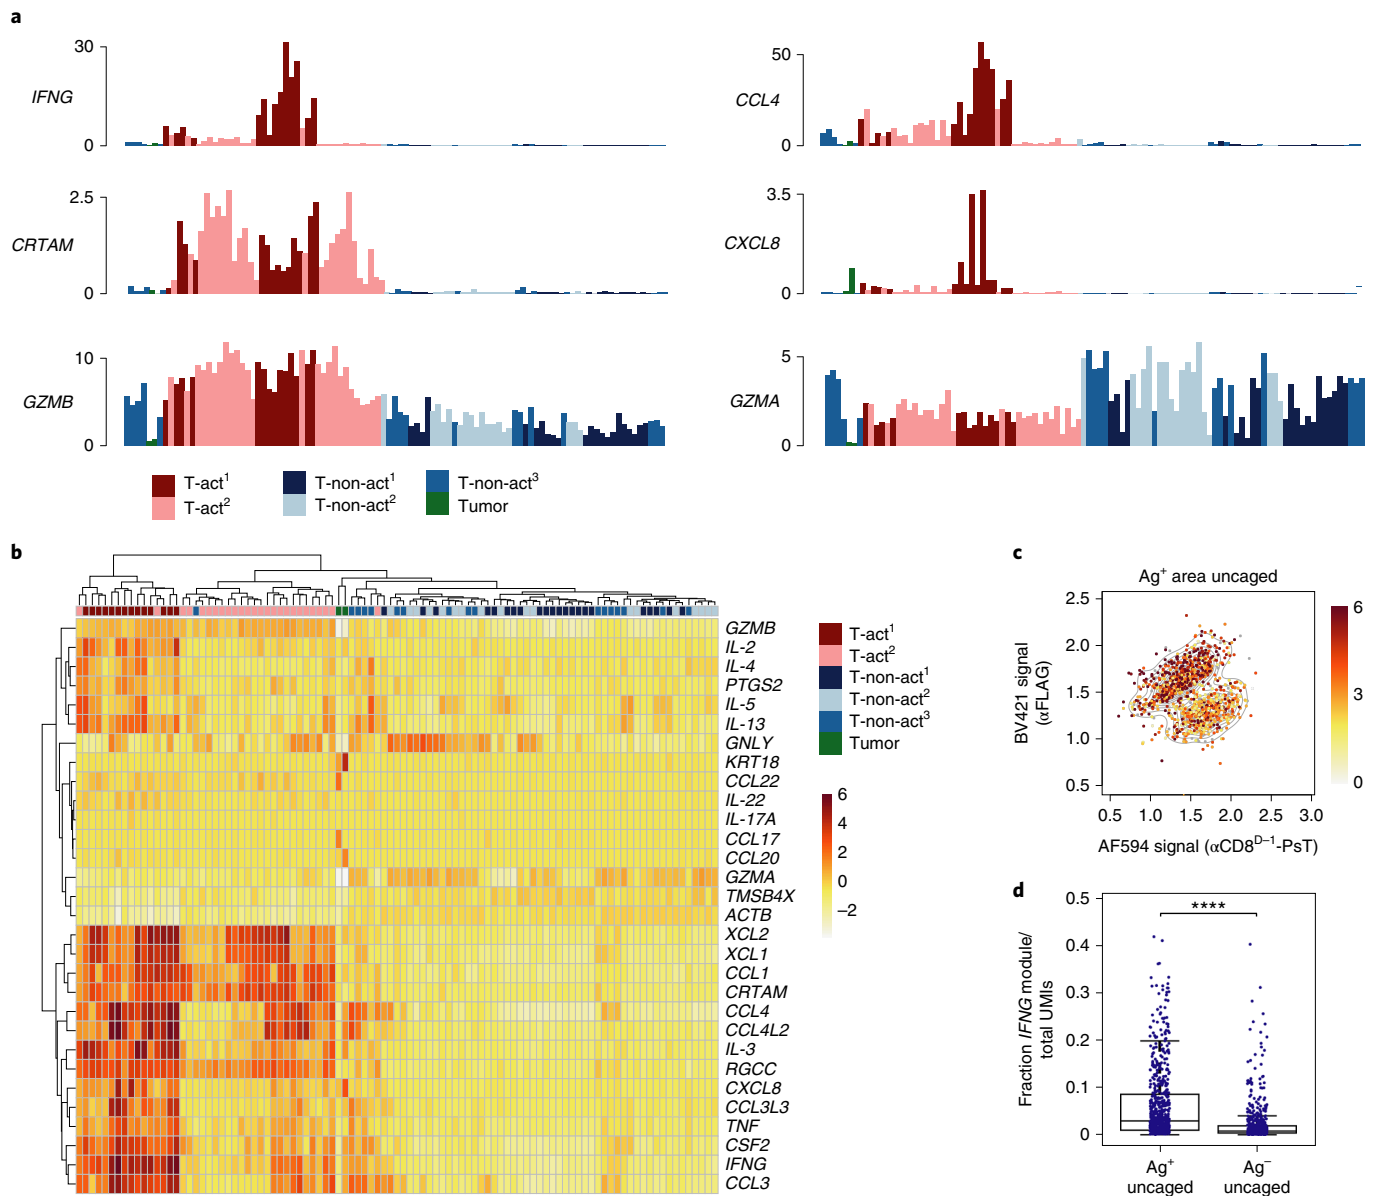 a
30
IFNG
0
50
CCL4
0
2.5
CRTAM
0
3.5
CXCL8
0
10
GZMB
0
5
GZMA
0
T-act¹
T-act²
T-non-act¹
T-non-act²
T-non-act³
Tumor
b
GZMB
IL-2
IL-4
PTGS2
IL-5
IL-13
GNLY
KRT18
CCL22
IL-22
IL-17A
CCL17
CCL20
GZMA
TMSB4X
ACTB
XCL2
XCL1
CCL1
CRTAM
CCL4
CCL4L2
IL-3
RGCC
CXCL8
CCL3L3
TNF
CSF2
IFNG
CCL3
T-act¹
T-act²
T-non-act¹
T-non-act²
T-non-act³
Tumor
6
4
2
0
–2
c
Ag⁺ area uncaged
2.5
2.0
1.5
1.0
0.5
BV421 signal
(αFLAG)
0.5 1.0 1.5 2.0 2.5 3.0
AF594 signal (αCD8ᴰ⁻¹-PsT)
6
3
0
d
****
0.5
0.4
0.3
0.2
0.1
0
Fraction IFNG module/
total UMIs
Ag⁺
uncaged
Ag⁻
uncaged